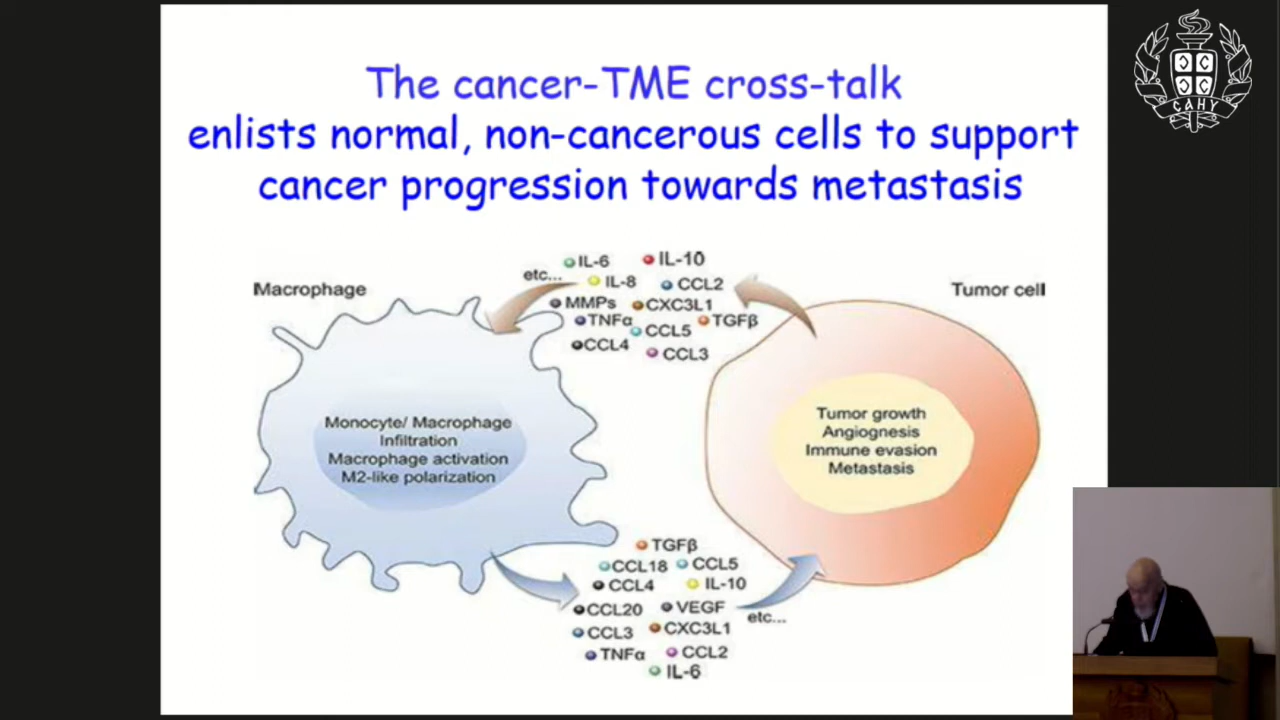 The cancer-TME cross-talk
enlists normal, non-cancerous cells to support
cancer progression towards metastasis
Macrophage
etc...
IL-6
IL-10
IL-8
CCL2
MMPs
CXC3L1
TNFα
CCL5
TGFβ
CCL4
CCL3
Tumor cell
Monocyte/ Macrophage
Infiltration
Macrophage activation
M2-like polarization
Tumor growth
Angiognesis
Immune evasion
Metastasis
TGFβ
CCL18
CCL5
CCL4
IL-10
CCL20
VEGF
etc...
CCL3
CXC3L1
TNFα
CCL2
IL-6
САНУ